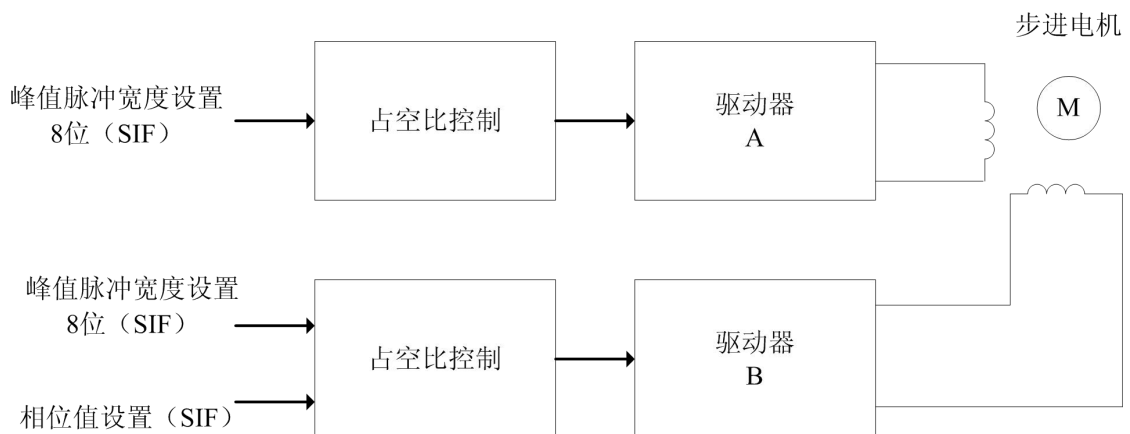 步进电机
峰值脉冲宽度设置
8位（SIF）
占空比控制
驱动器
A
M
峰值脉冲宽度设置
8位（SIF）
相位值设置（SIF）
占空比控制
驱动器
B